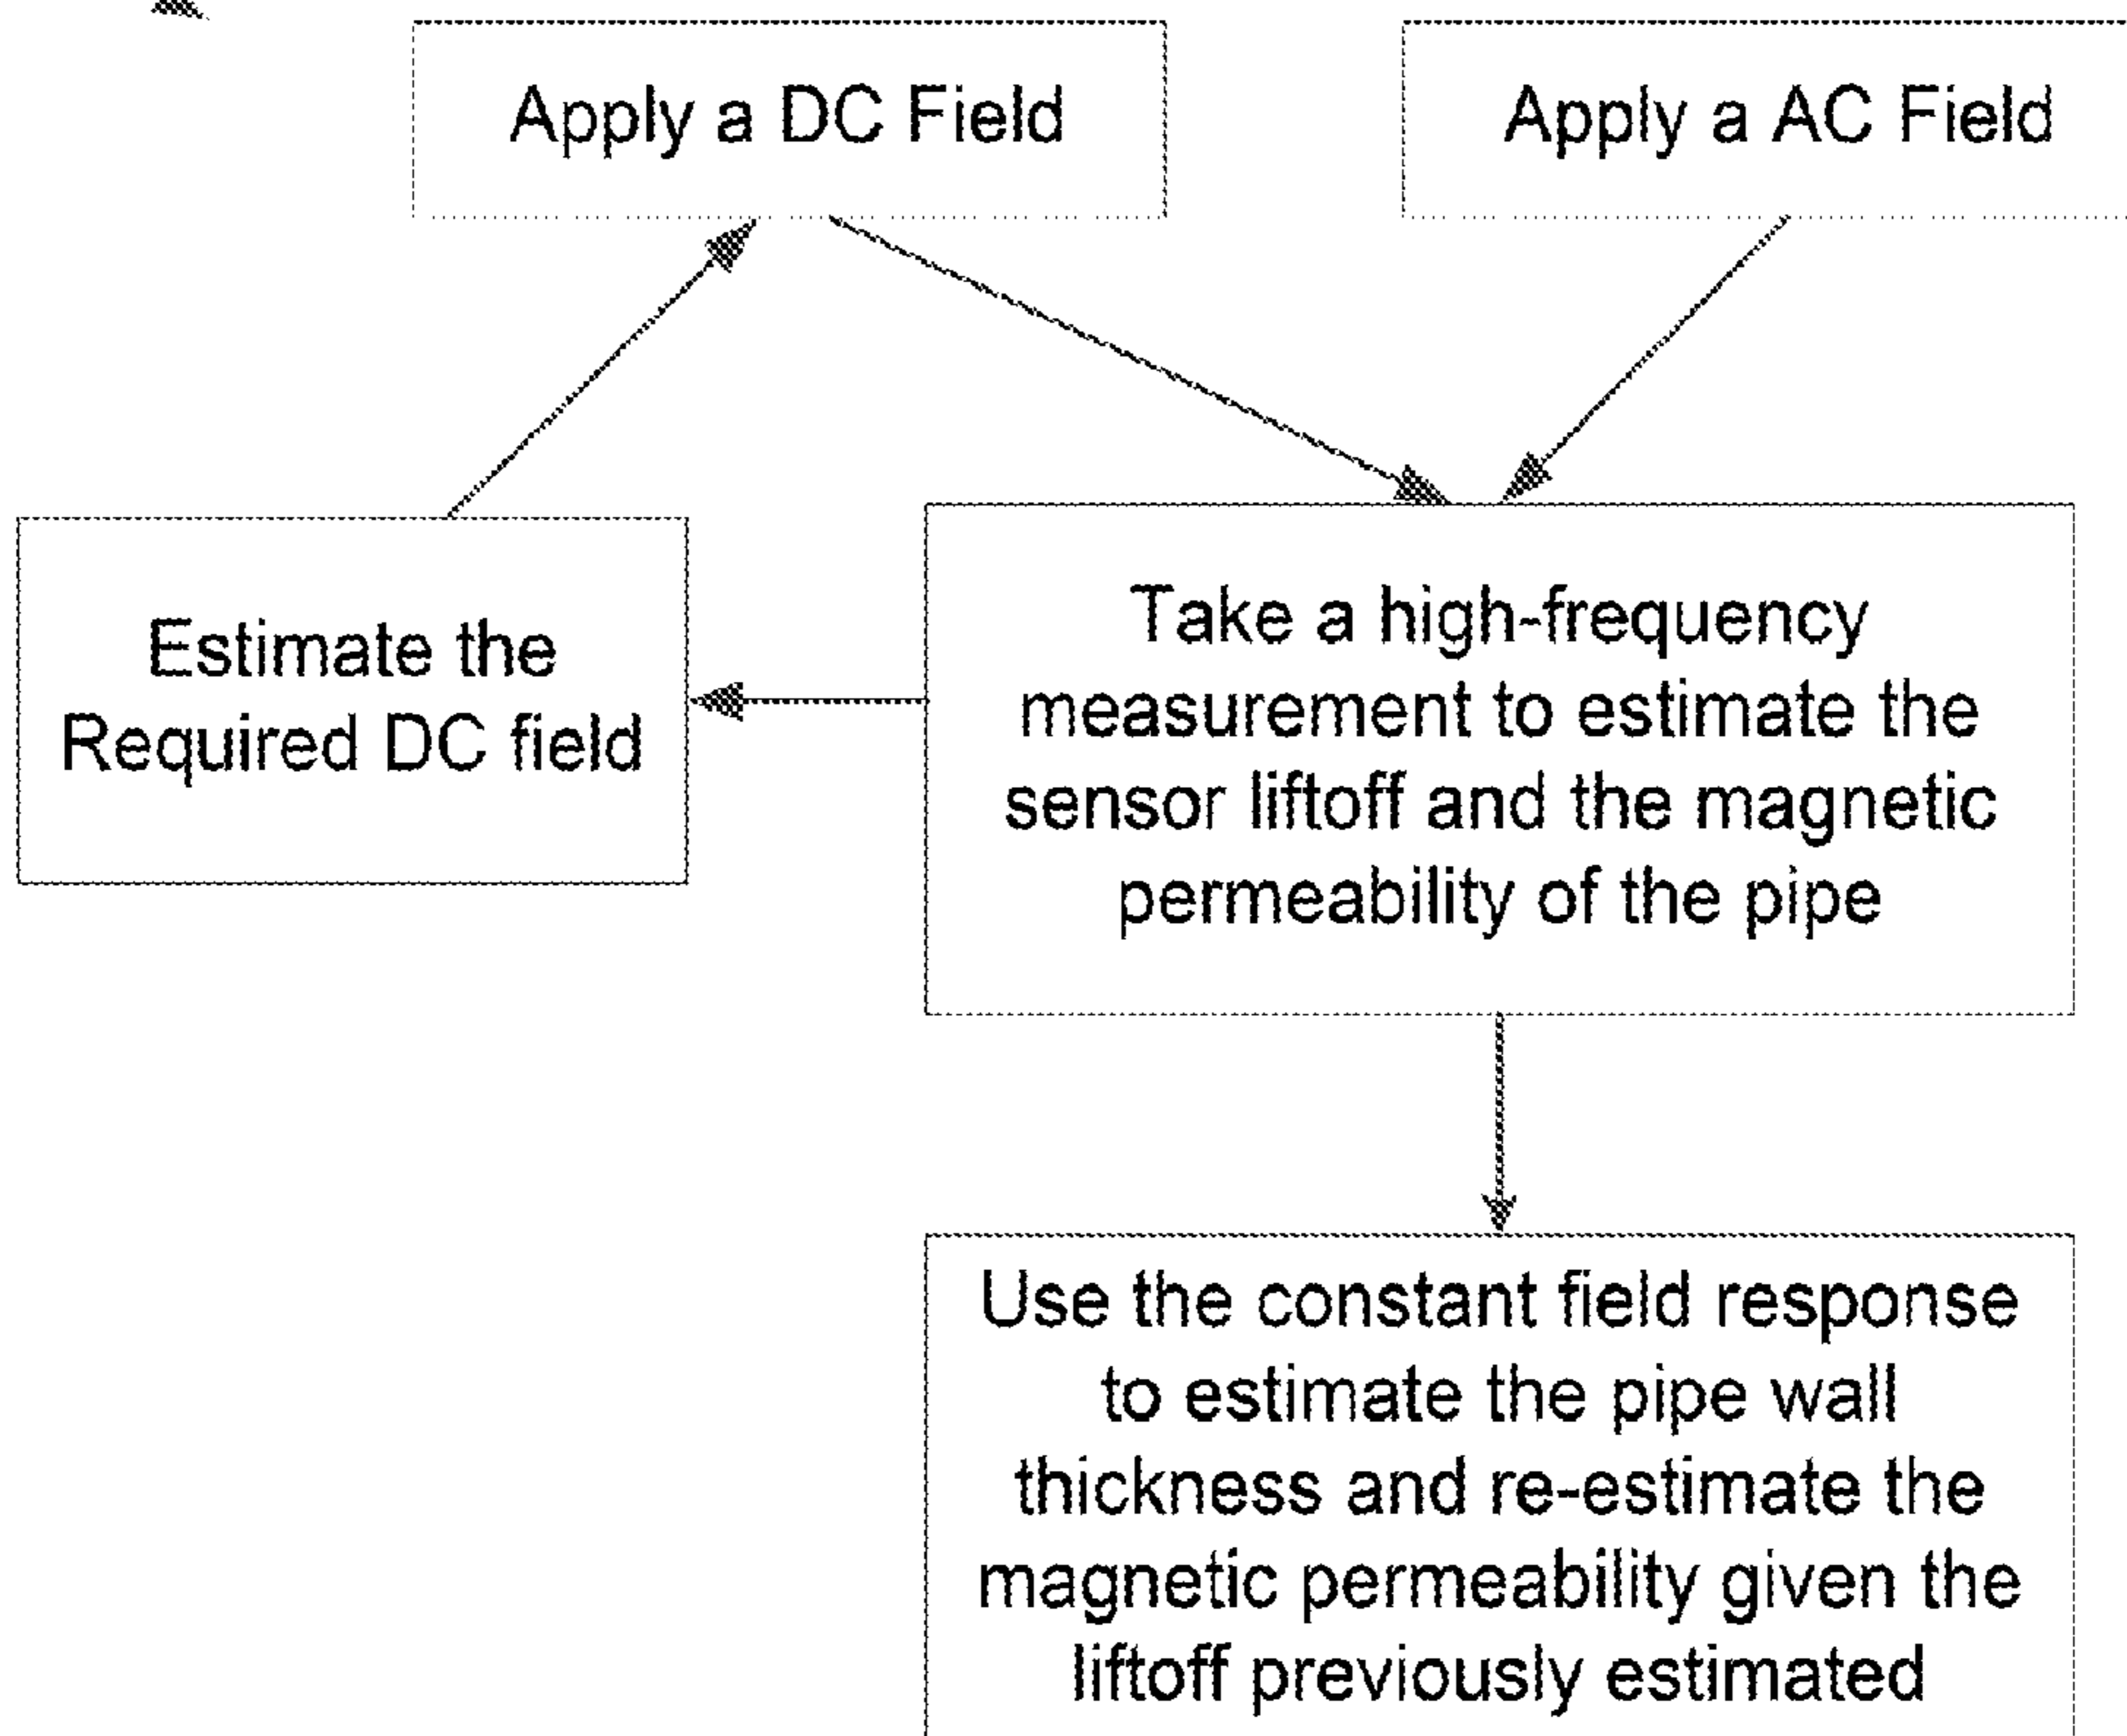 Apply a DC Field
Apply a AC Field
Estimate the
Required DC field
Take a high-frequency
measurement to estimate the
sensor liftoff and the magnetic
permeability of the pipe
Use the constant field response
to estimate the pipe wall
thickness and re-estimate the
magnetic permeability given the
liftoff previously estimated